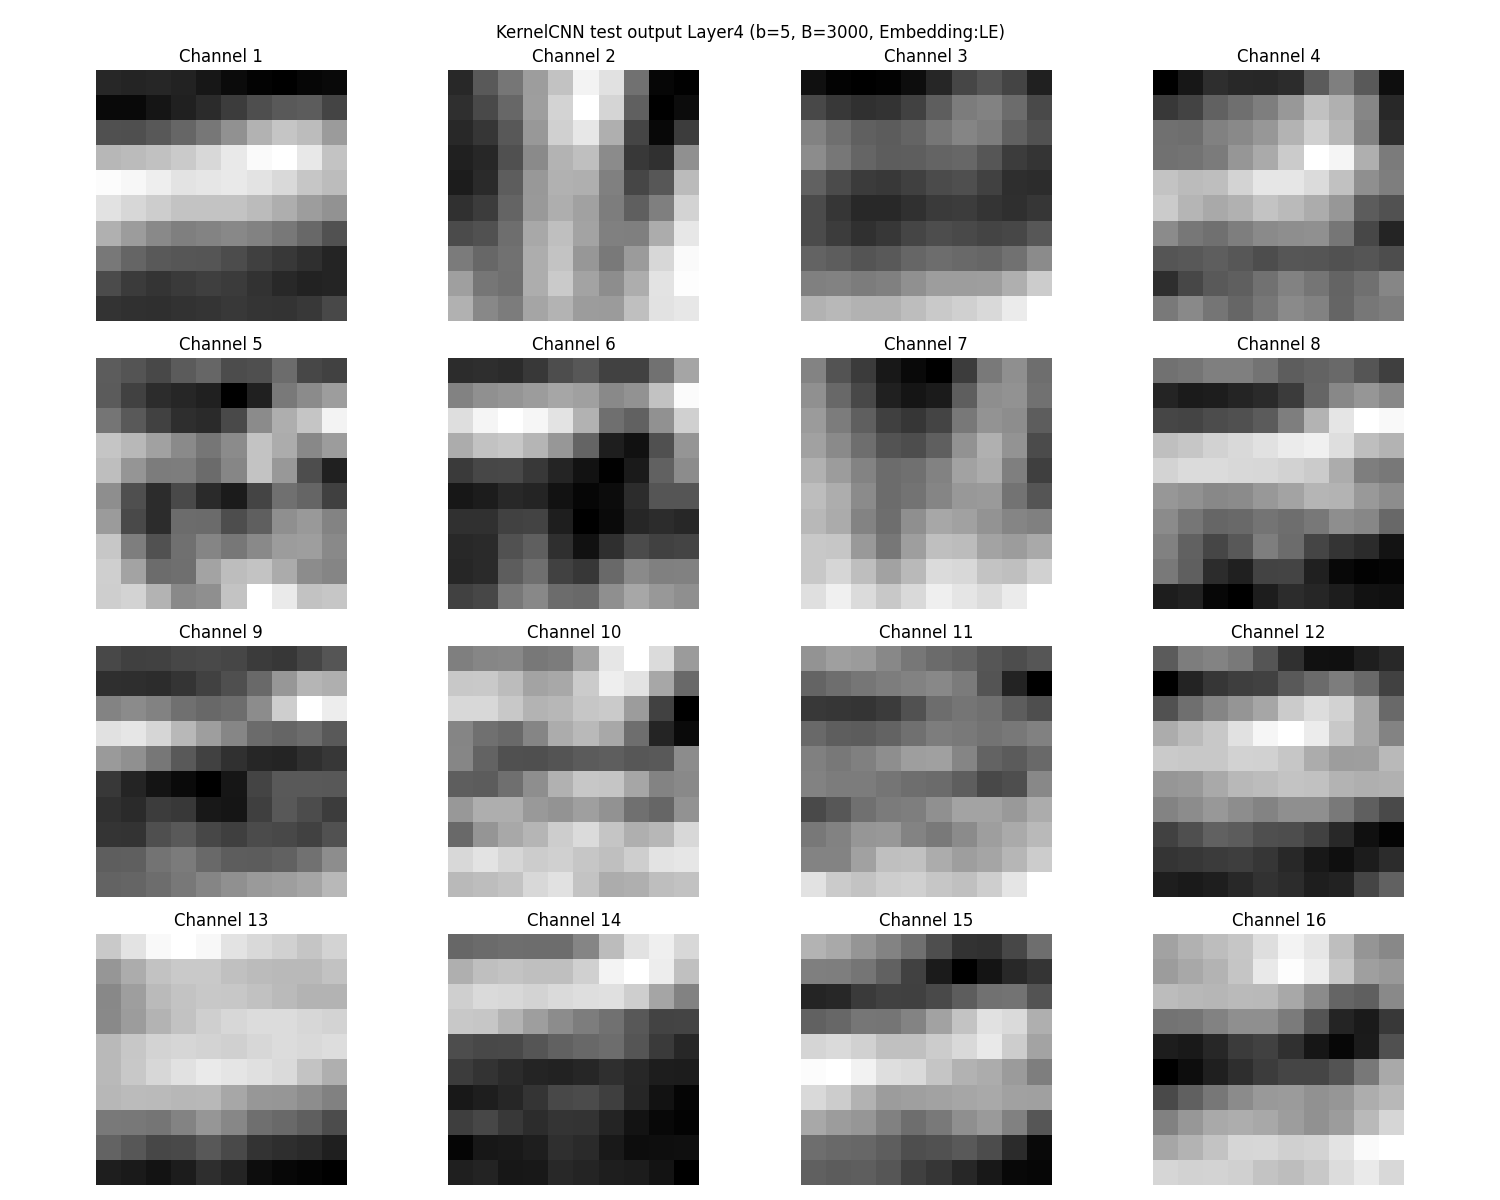 KernelCNN test output Layer4 (b=5, B=3000, Embedding:LE)
Channel 1
Channel 2
Channel 3
Channel 4
Channel 5
Channel 6
Channel 7
Channel 8
Channel 9
Channel 10
Channel 11
Channel 12
Channel 13
Channel 14
Channel 15
Channel 16